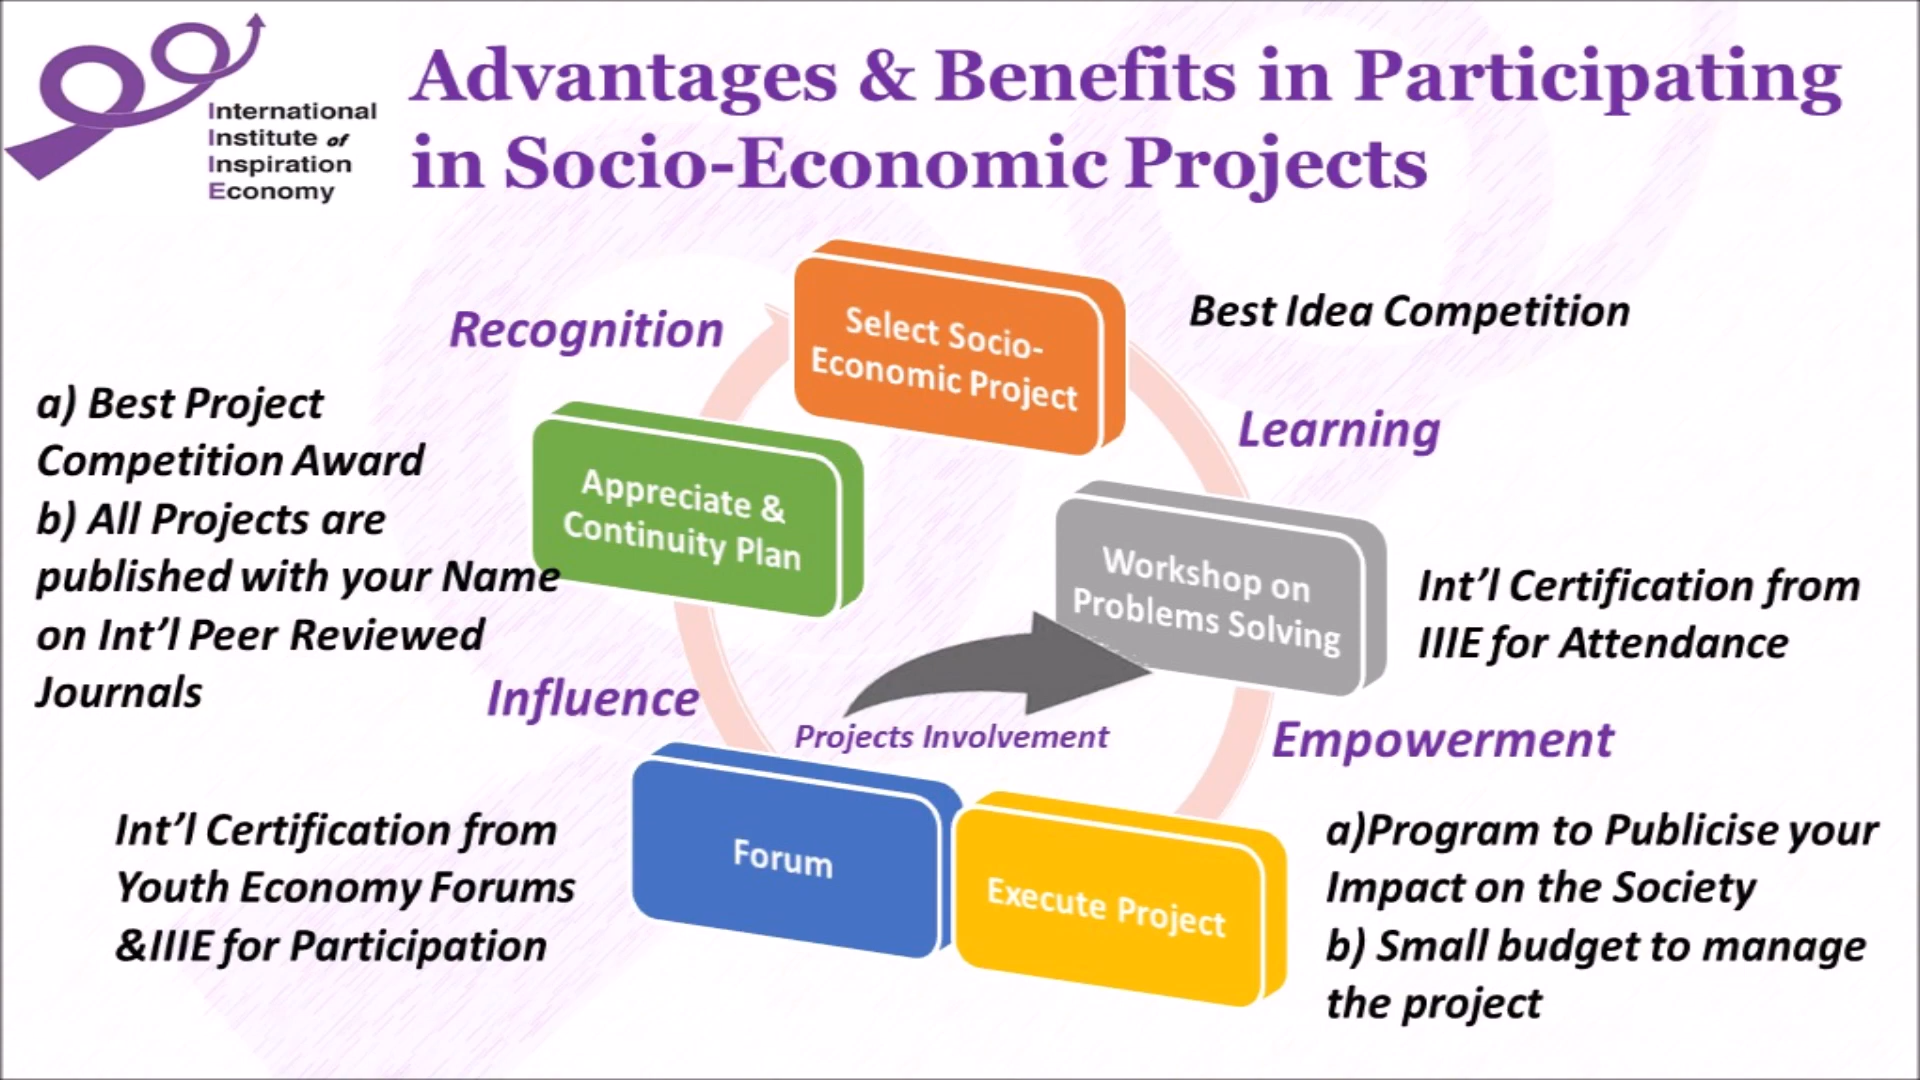 International
Institute of
Inspiration
Economy
Advantages & Benefits in Participating
in Socio-Economic Projects
Select Socio-
Economic Project
Best Idea Competition
Recognition
Learning
a) Best Project
Competition Award
b) All Projects are
published with your Name
on Int'l Peer Reviewed
Journals
Appreciate &
Continuity Plan
Workshop on
Problems Solving
Int'l Certification from
IIIE for Attendance
Influence
Projects Involvement
Empowerment
Int'l Certification from
Youth Economy Forums
&IIIE for Participation
Forum
Execute Project
a)Program to Publicise your
Impact on the Society
b) Small budget to manage
the project